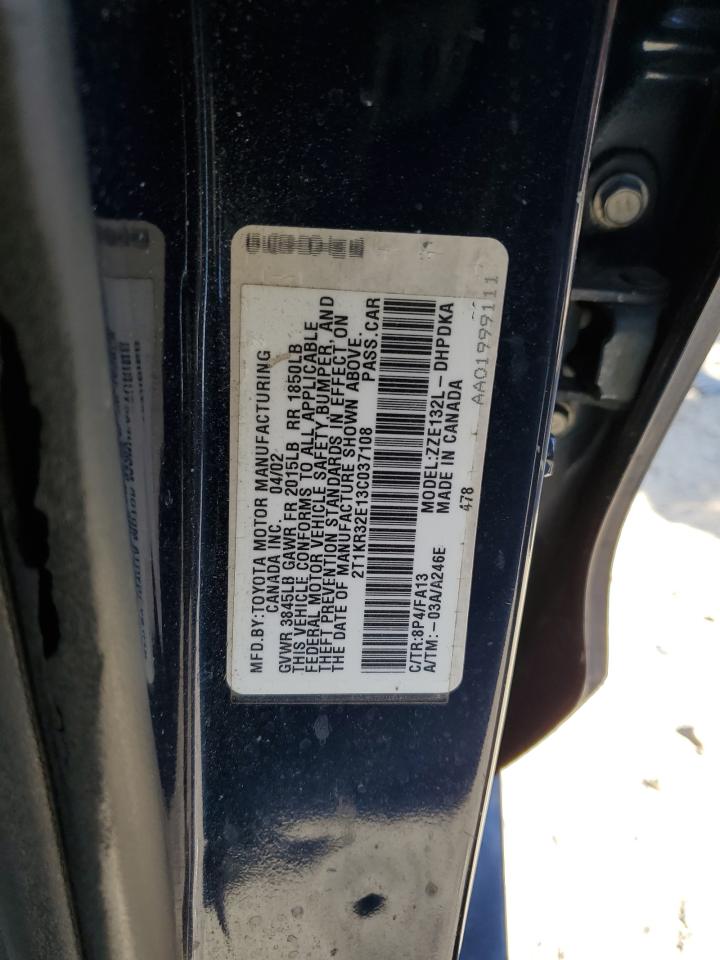 MFD.BY:TOYOTA MOTOR MANUFACTURING
CANADA INC. 04/02
GVWR 3845LB GAWR FR 2015LB RR 1850LB
THIS VEHICLE CONFORMS TO ALL APPLICABLE
FEDERAL MOTOR VEHICLE SAFETY BUMPER, AND
THEFT PREVENTION STANDARDS IN EFFECT ON
THE DATE OF MANUFACTURE SHOWN ABOVE.
2T1KR32E13C037108 PASS.CAR
C/TR:8P4/FA13 MODEL:ZZE132L-DHPDKA
A/TM:-03A/A246E MADE IN CANADA
478
AA01999111